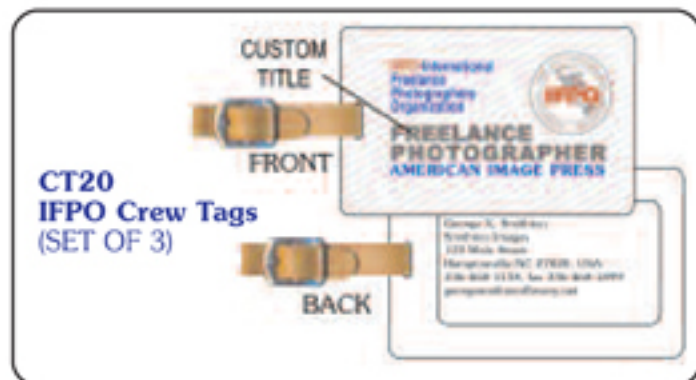 CUSTOM
TITLE
International
Freelance
Photographers
Organization
IFPO
FREELANCE
PHOTOGRAPHER
AMERICAN IMAGE PRESS
FRONT
CT20
IFPO Crew Tags
(SET OF 3)
BACK